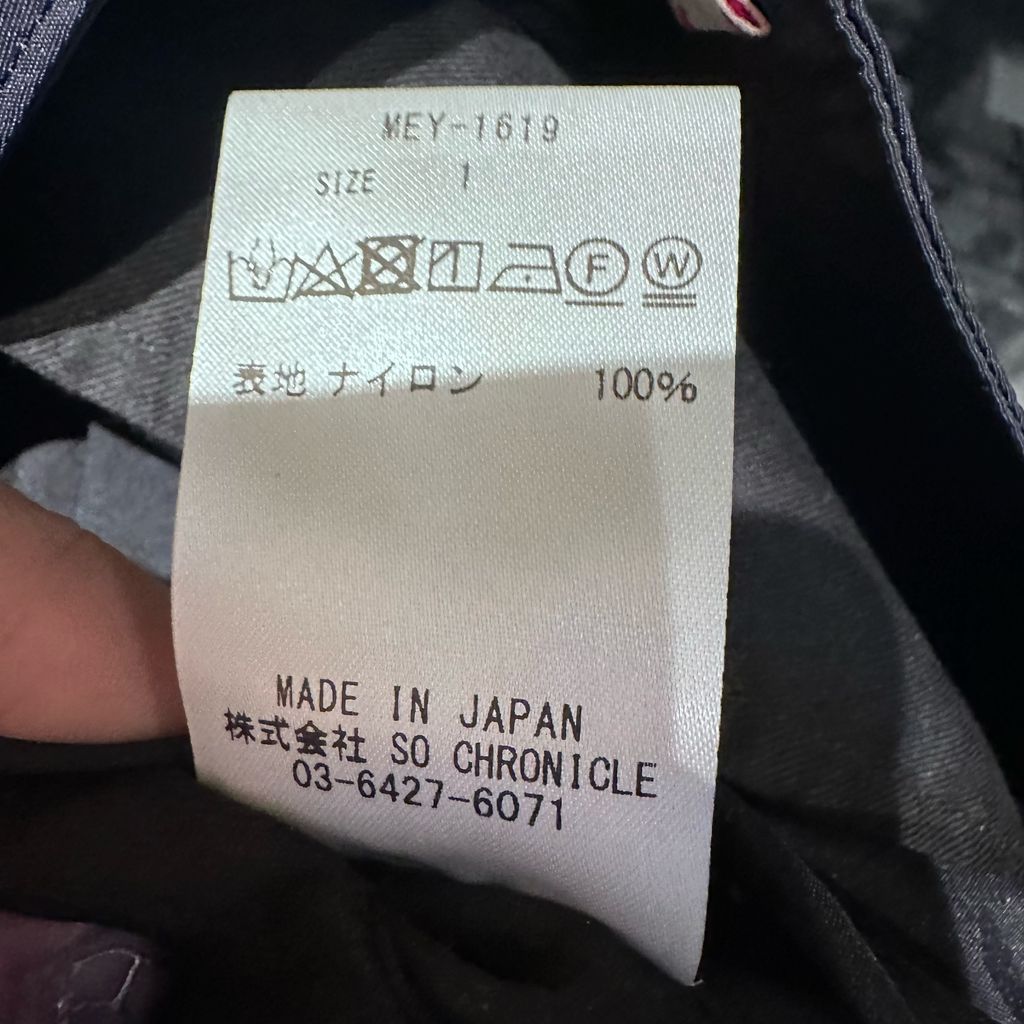 MEY-1619
SIZE 1
F W
表地 ナイロン 100%
MADE IN JAPAN
株式会社 SO CHRONICLE
03-6427-6071